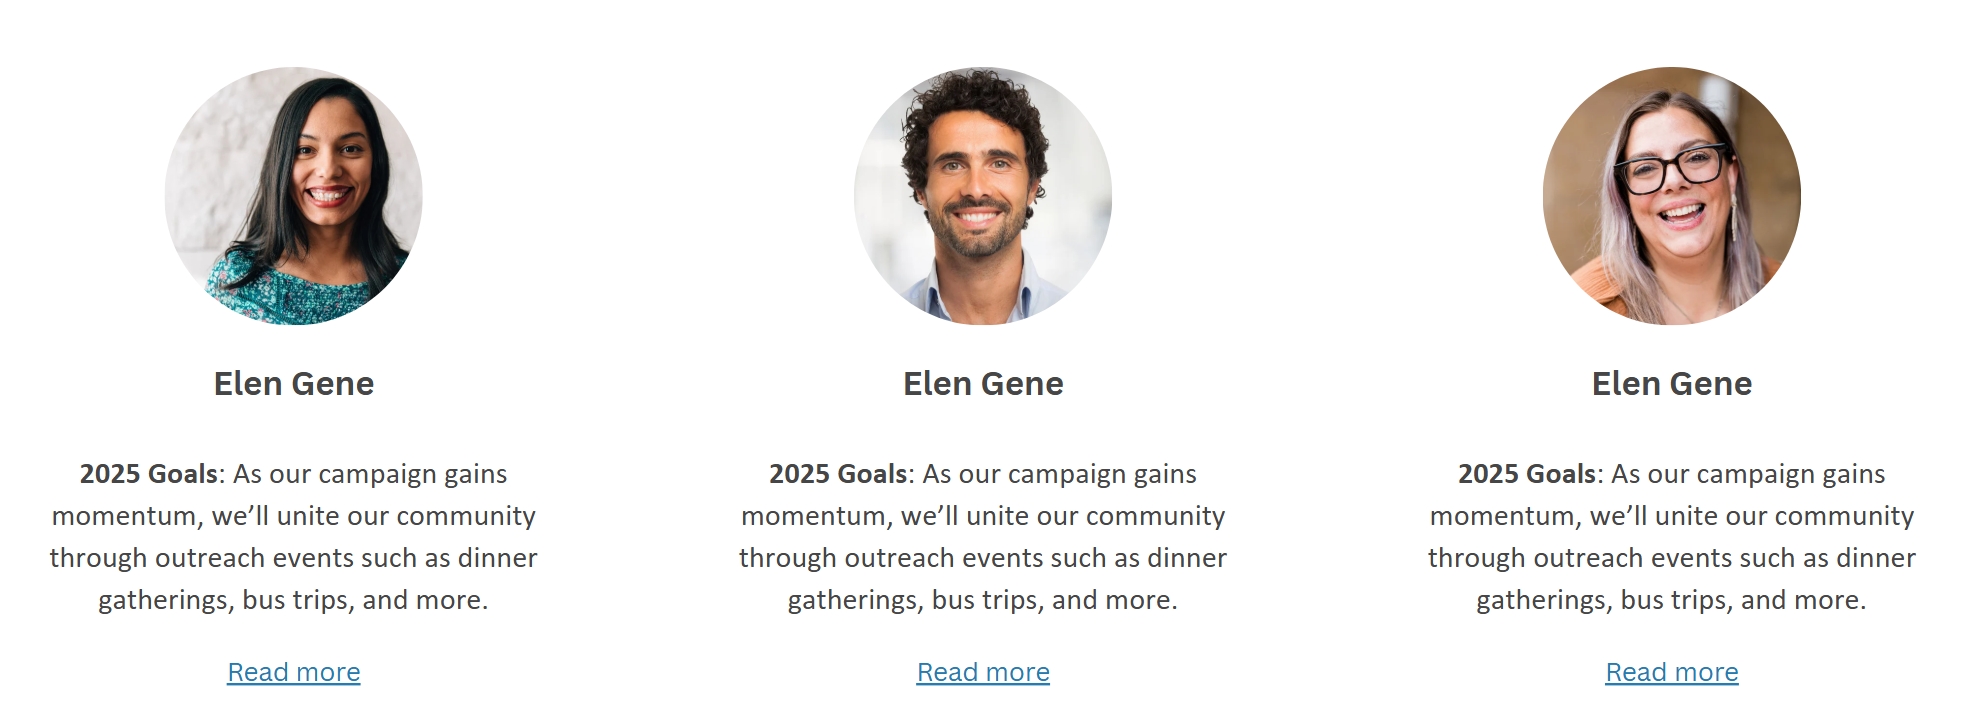 Elen Gene
2025 Goals: As our campaign gains
momentum, we’ll unite our community
through outreach events such as dinner
gatherings, bus trips, and more.
Read more
Elen Gene
2025 Goals: As our campaign gains
momentum, we’ll unite our community
through outreach events such as dinner
gatherings, bus trips, and more.
Read more
Elen Gene
2025 Goals: As our campaign gains
momentum, we’ll unite our community
through outreach events such as dinner
gatherings, bus trips, and more.
Read more